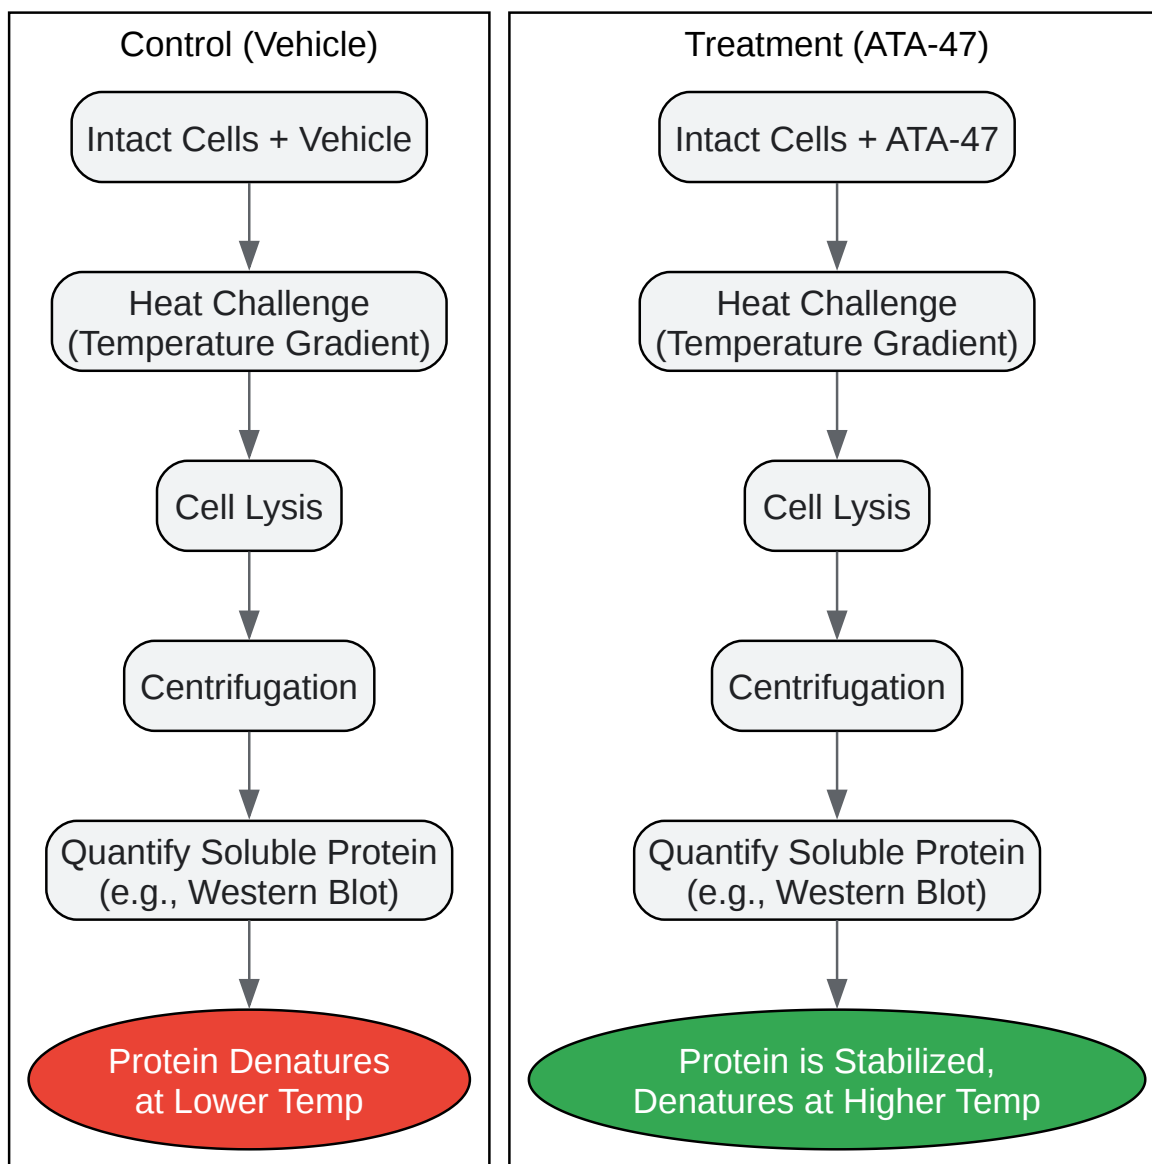 Control (Vehicle)
Intact Cells + Vehicle
Heat Challenge
(Temperature Gradient)
Cell Lysis
Centrifugation
Quantify Soluble Protein
(e.g., Western Blot)
Protein Denatures
at Lower Temp
Treatment (ATA-47)
Intact Cells + ATA-47
Heat Challenge
(Temperature Gradient)
Cell Lysis
Centrifugation
Quantify Soluble Protein
(e.g., Western Blot)
Protein is Stabilized,
Denatures at Higher Temp